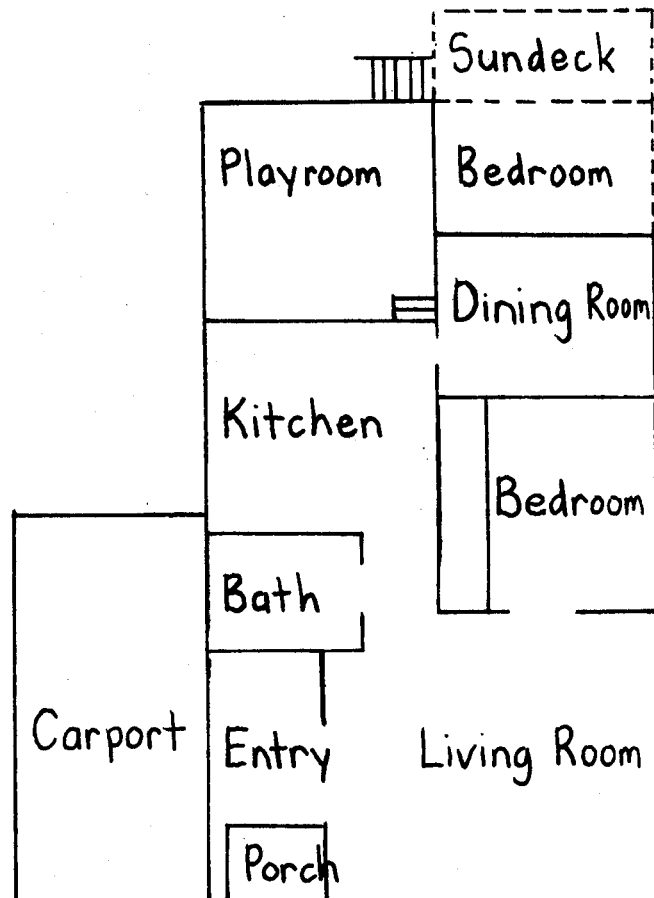 Sundeck
Playroom
Bedroom
Dining Room
Kitchen
Bedroom
Bath
Carport
Entry
Living Room
Porch